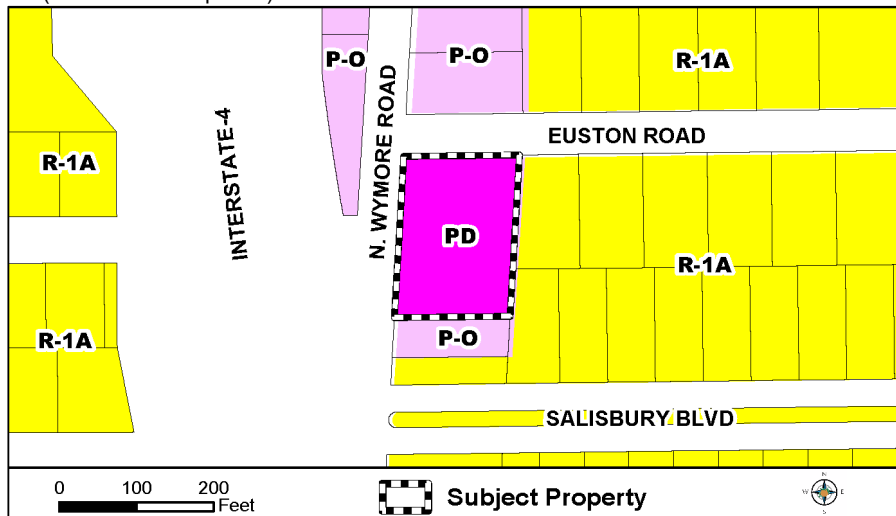 P-O
P-O
R-1A
EUSTON ROAD
R-1A
INTERSTATE-4
N. WYMORE ROAD
PD
R-1A
P-O
R-1A
SALISBURY BLVD
0 100 200
Feet
Subject Property
N
W E
S